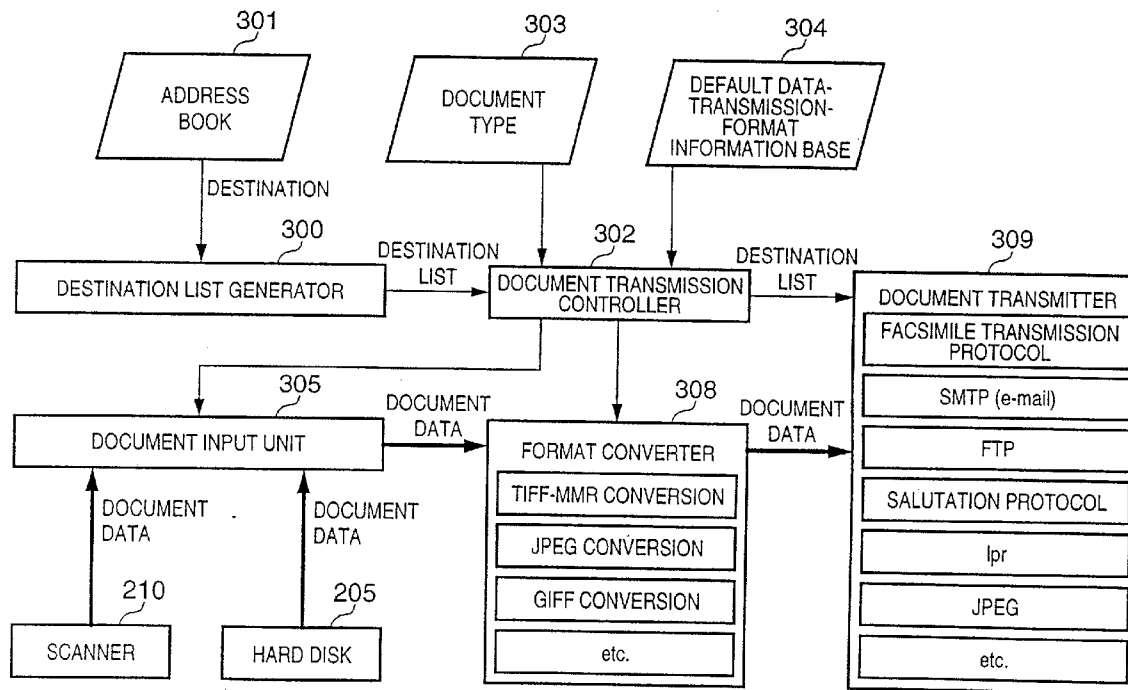 301
303
304
ADDRESS
BOOK
DOCUMENT
TYPE
DEFAULT DATA-
TRANSMISSION-
FORMAT
INFORMATION BASE
DESTINATION
300
DESTINATION
LIST
302
DESTINATION
LIST
309
DESTINATION LIST GENERATOR
DOCUMENT TRANSMISSION
CONTROLLER
DOCUMENT TRANSMITTER
FACSIMILE TRANSMISSION
PROTOCOL
SMTP (e-mail)
FTP
SALUTATION PROTOCOL
lpr
JPEG
etc.
305
DOCUMENT
DATA
308
DOCUMENT
DATA
DOCUMENT INPUT UNIT
FORMAT CONVERTER
TIFF-MMR CONVERSION
JPEG CONVERSION
GIFF CONVERSION
etc.
DOCUMENT
DATA
DOCUMENT
DATA
210
205
SCANNER
HARD DISK